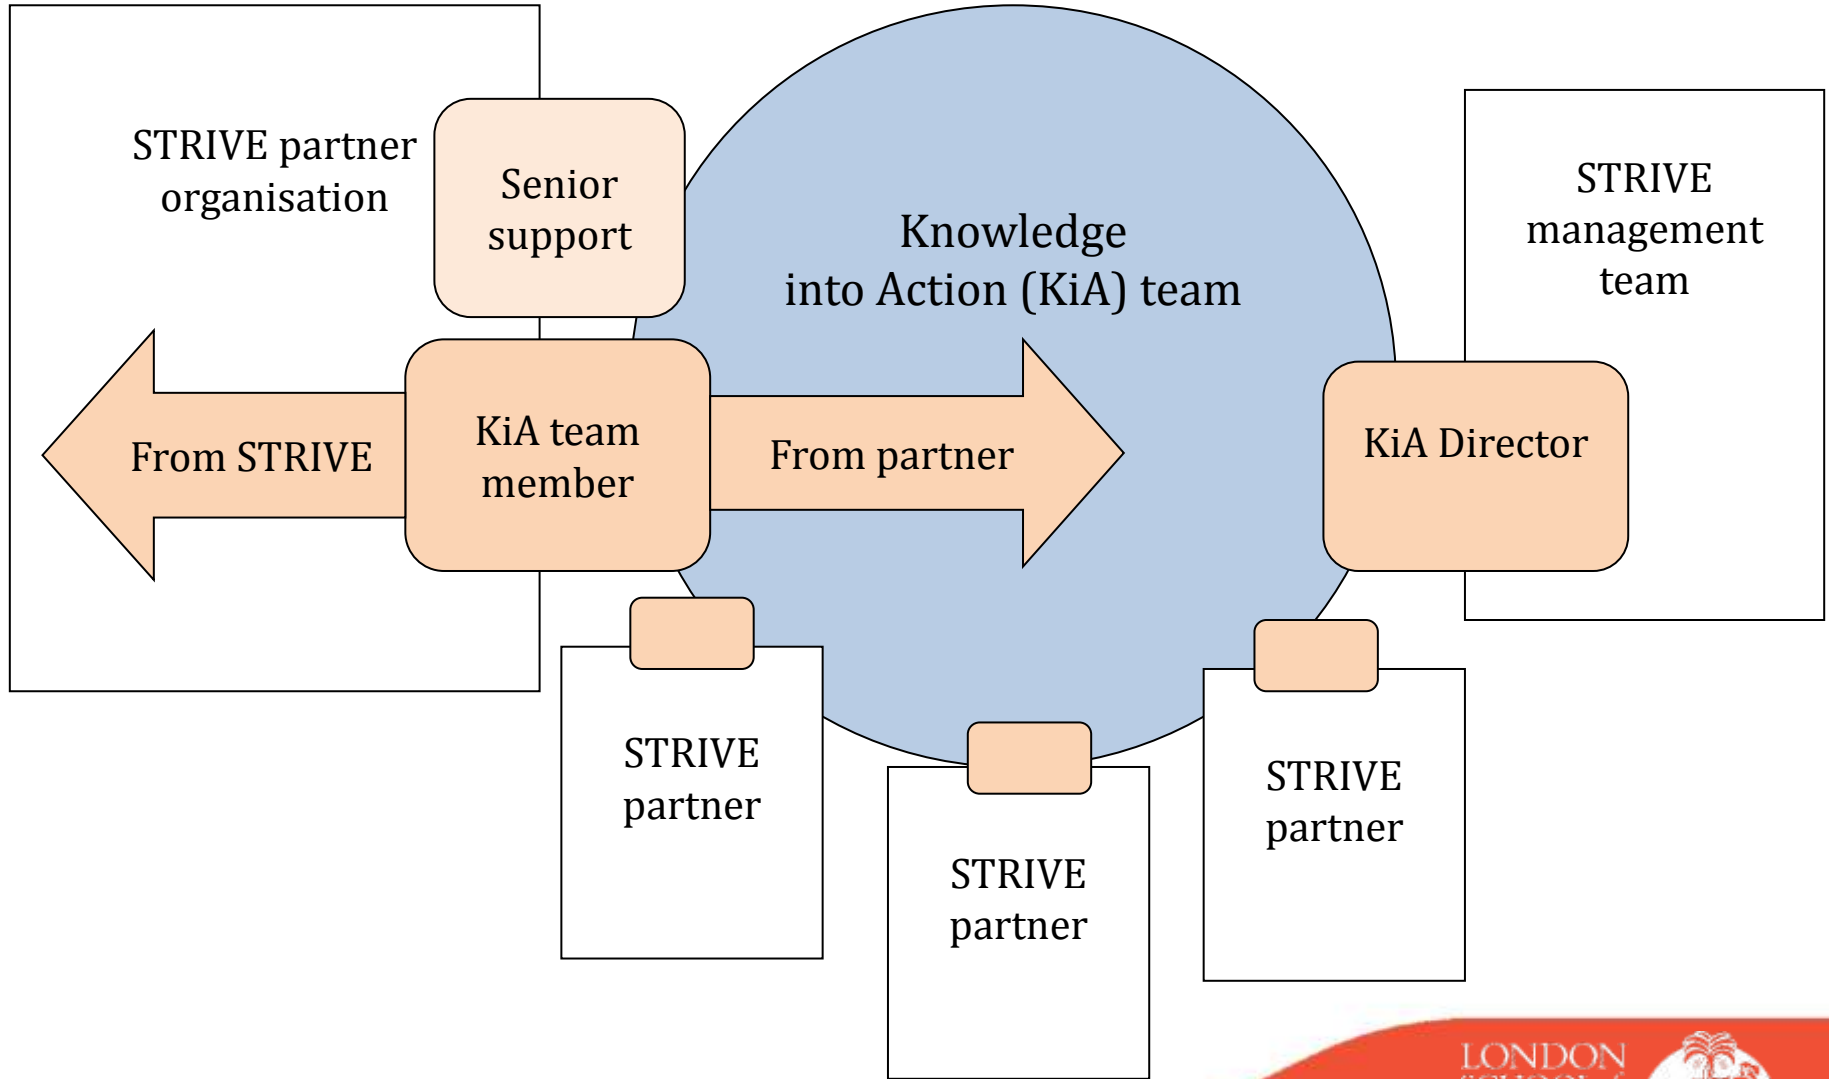 STRIVE partner
organisation
Senior
support
Knowledge
into Action (KiA) team
STRIVE
management
team
From STRIVE
KiA team
member
From partner
KiA Director
STRIVE
partner
STRIVE
partner
STRIVE
partner
LONDON